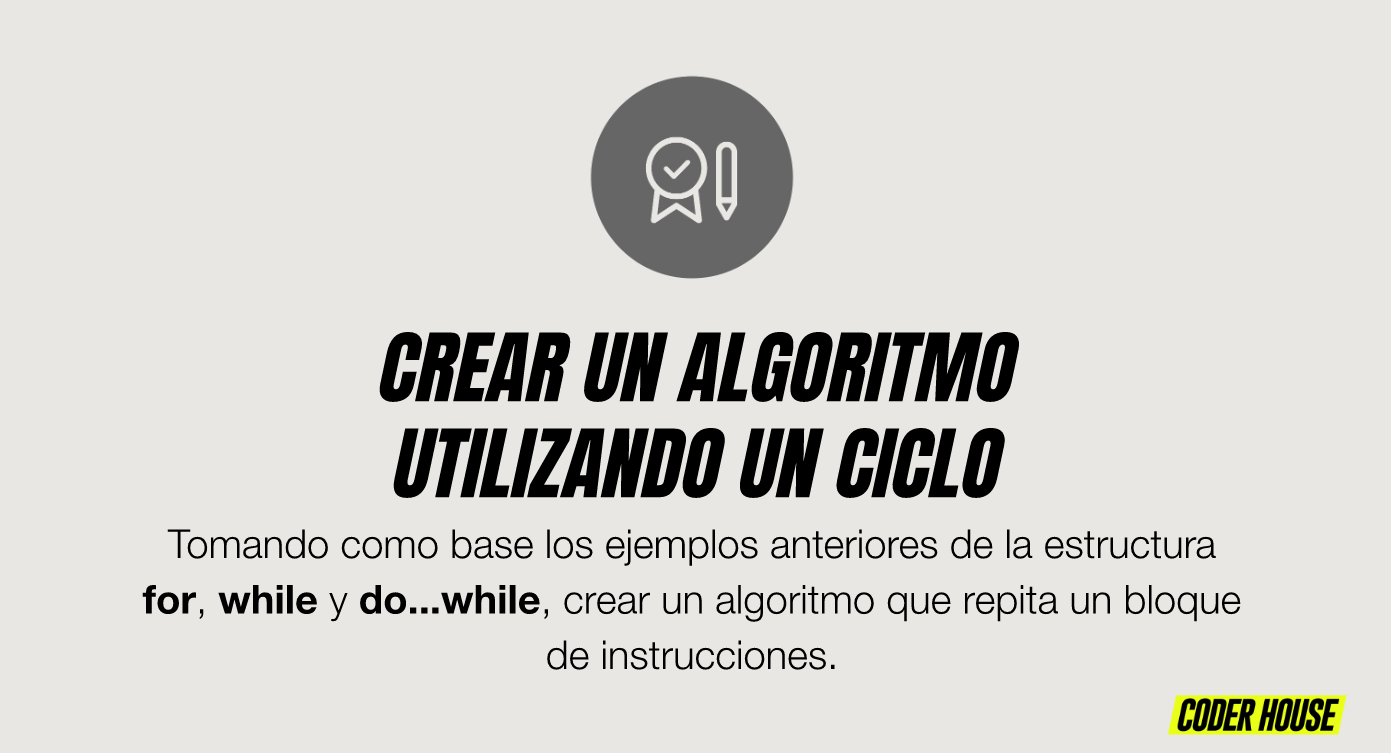 CREAR UN ALGORITMO
UTILIZANDO UN CICLO
Tomando como base los ejemplos anteriores de la estructura
for, while y do...while, crear un algoritmo que repita un bloque
de instrucciones.
CODER HOUSE